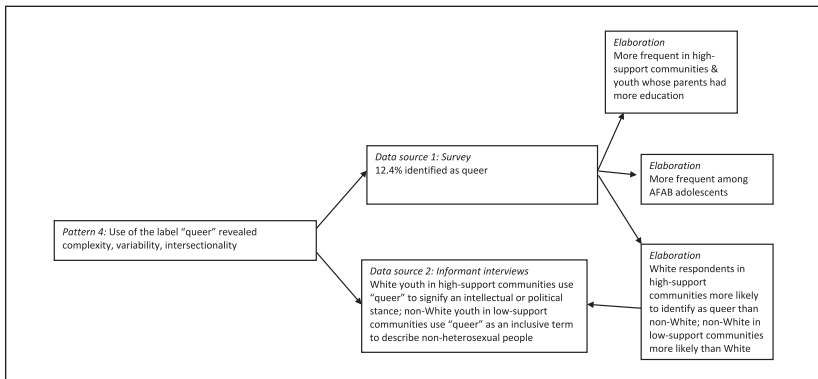 Elaboration
More frequent in high-
support communities &
youth whose parents had
more education
Data source 1: Survey
12.4% identified as queer
Elaboration
More frequent among
AFAB adolescents
Pattern 4: Use of the label “queer” revealed
complexity, variability, intersectionality
Data source 2: Informant interviews
White youth in high-support communities use
“queer” to signify an intellectual or political
stance; non-White youth in low-support
communities use “queer” as an inclusive term
to describe non-heterosexual people
Elaboration
White respondents in
high-support
communities more likely
to identify as queer than
non-White; non-White in
low-support communities
more likely than White